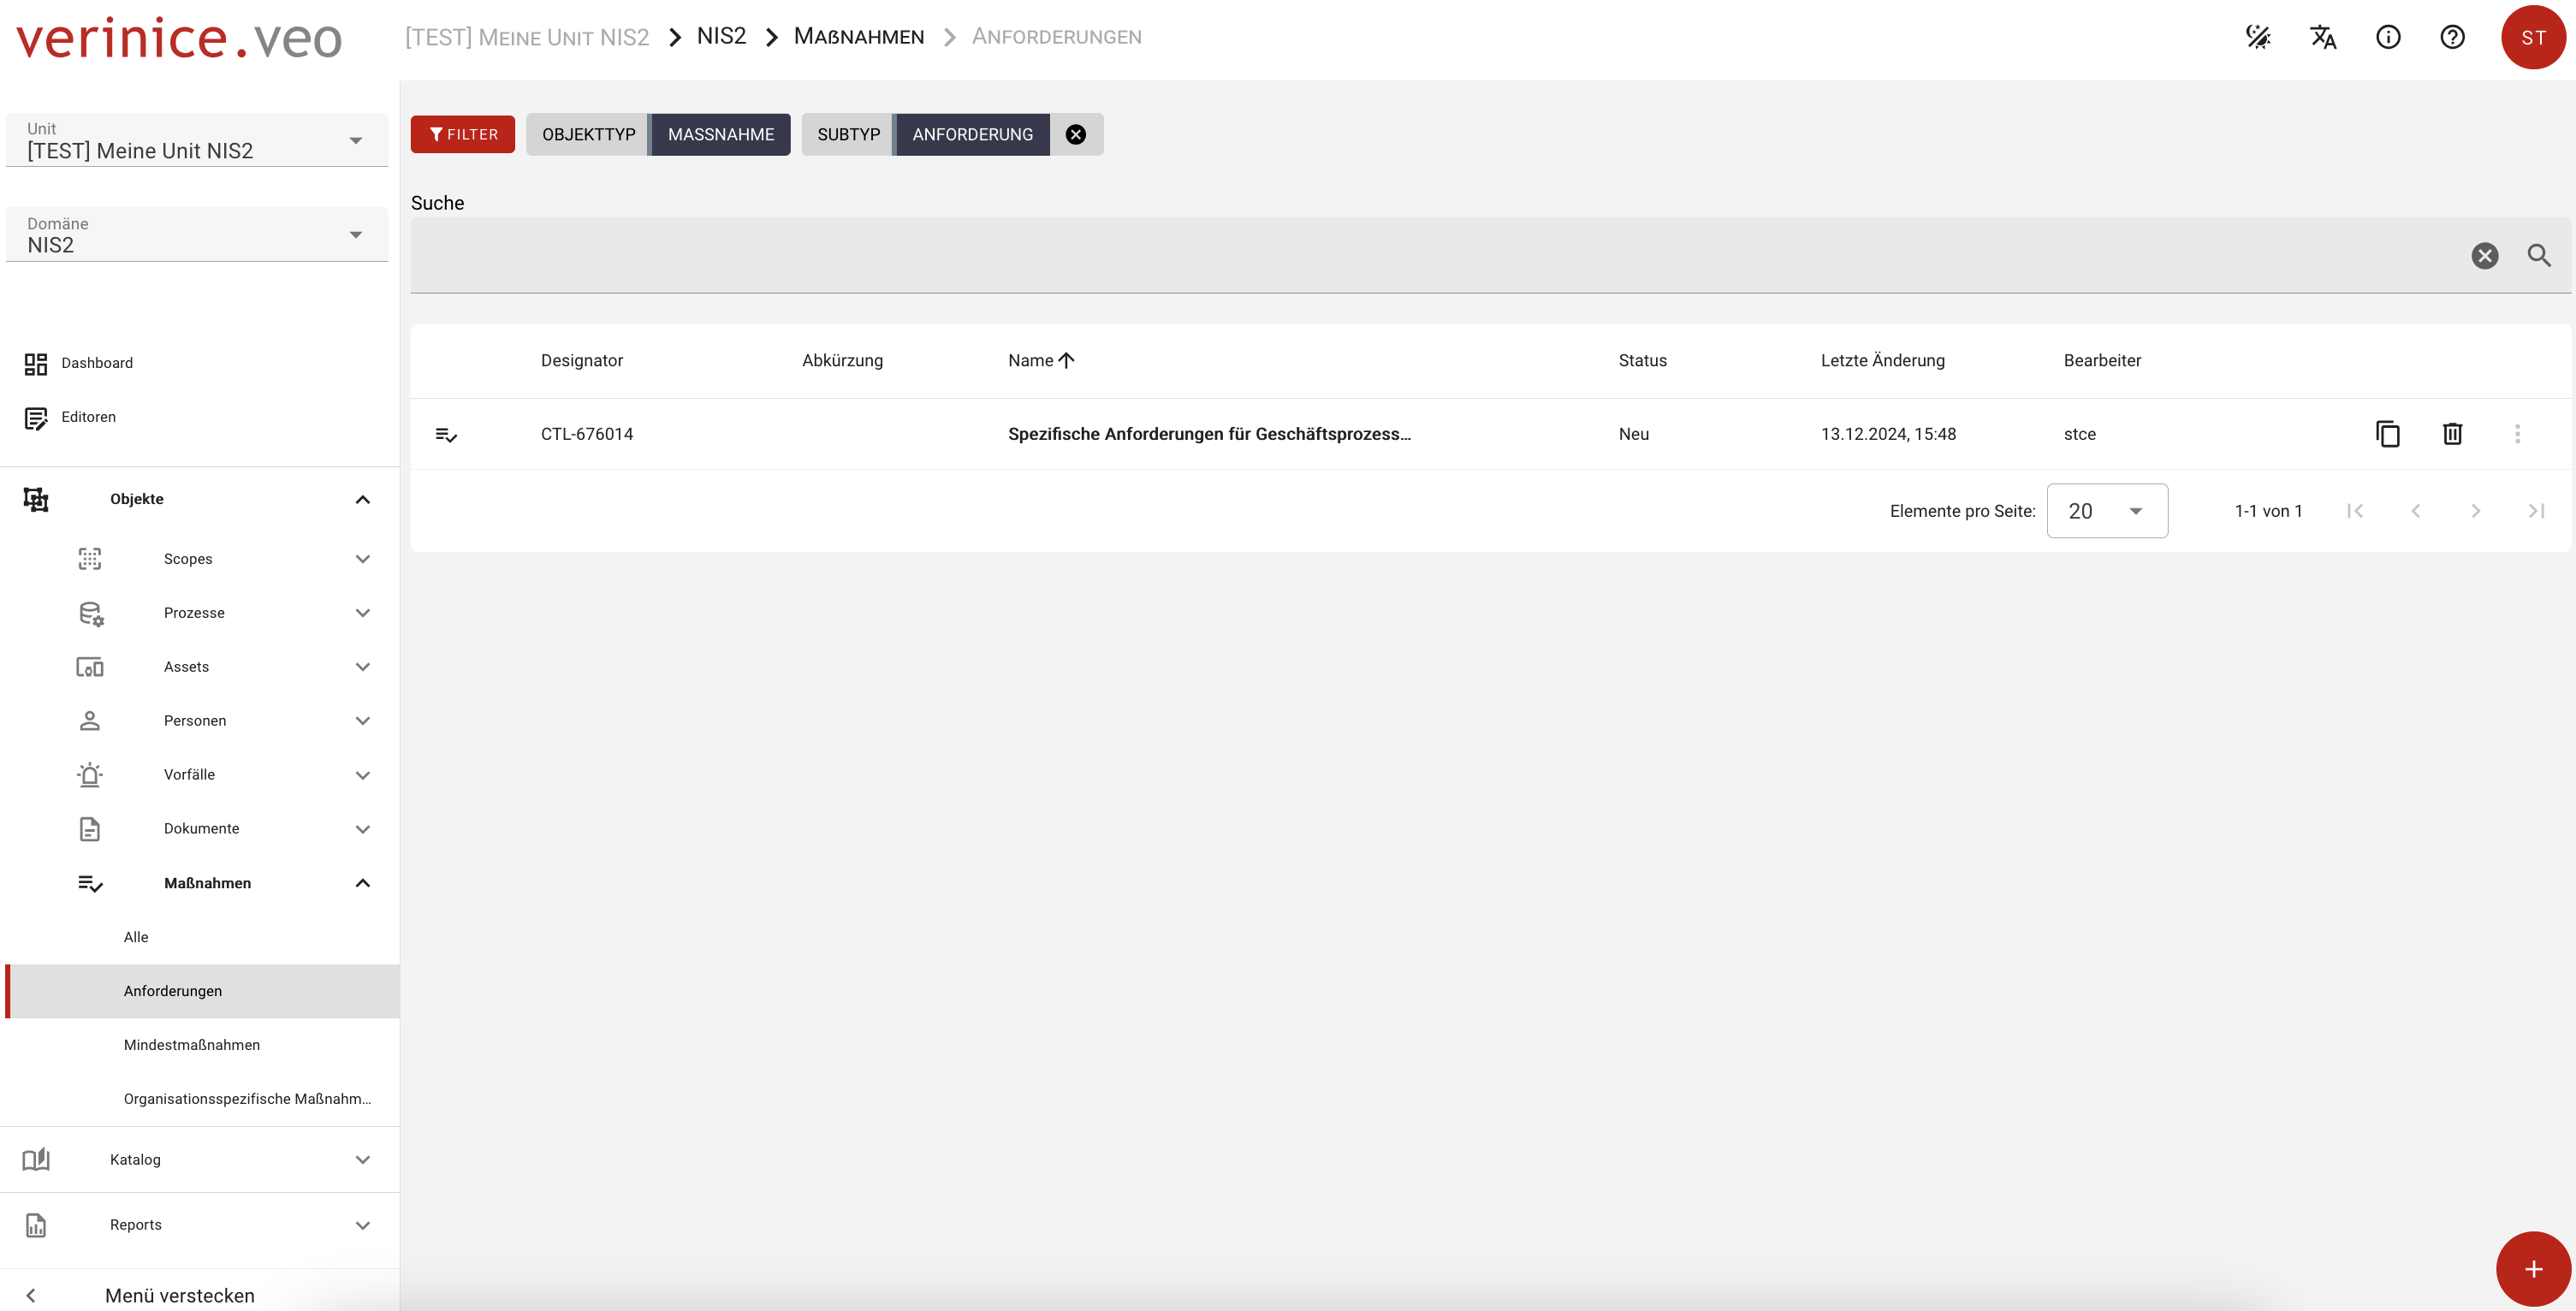 verinice.veo
[TEST] Meine Unit NIS2 NIS2 Maßnahmen Anforderungen
ST
Unit
[TEST] Meine Unit NIS2
Domäne
NIS2
Dashboard
Editoren
Objekte
Scopes
Prozesse
Assets
Personen
Vorfälle
Dokumente
Maßnahmen
Alle
Anforderungen
Mindestmaßnahmen
Organisationsspezifische Maßnahm...
Katalog
Reports
Menü verstecken
FILTER OBJEKTTYP MASSNAHME SUBTYP ANFORDERUNG
Suche
Designator Abkürzung Name Status Letzte Änderung Bearbeiter
CTL-676014 Spezifische Anforderungen für Geschäftsprozess... Neu 13.12.2024, 15:48 stce
Elemente pro Seite: 20 1-1 von 1